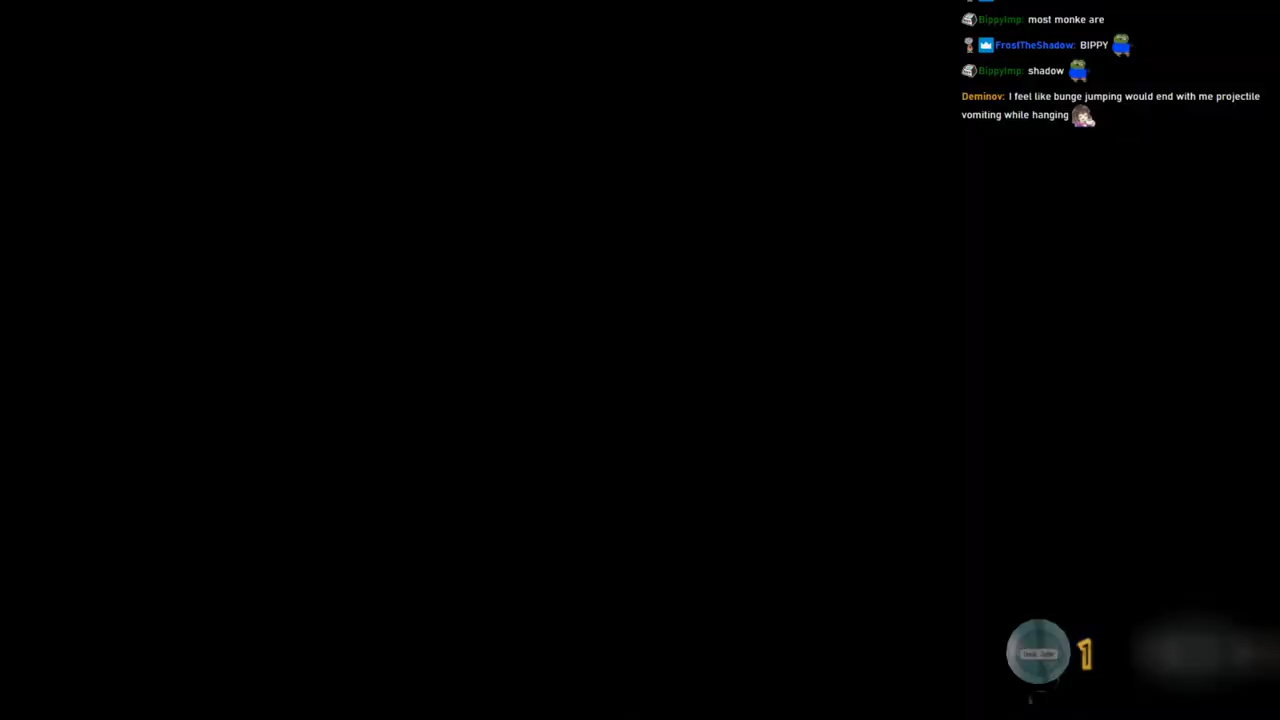 BippyImp: most monke are
FrostTheShadow: BIPPY
BippyImp: shadow
Deminov: I feel like bunge jumping would end with me projectile
vomiting while hanging
1